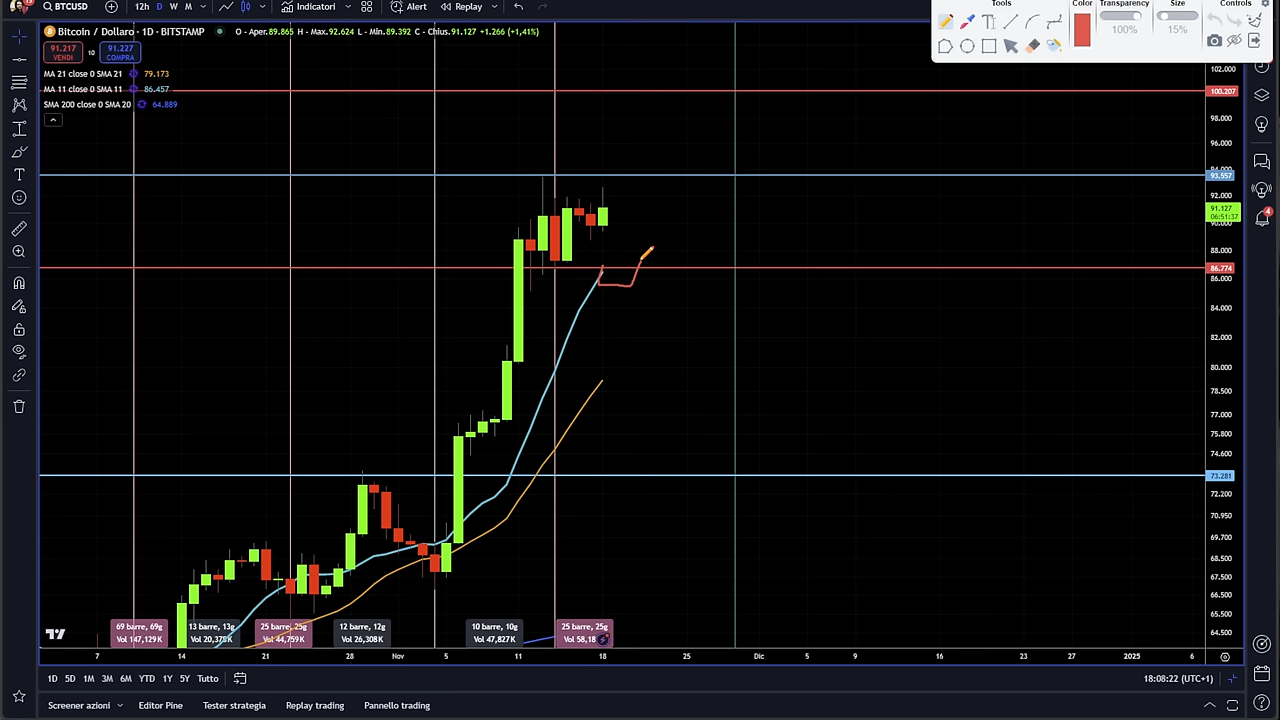 BTCUSD 12h D W M Indicatori Alert Replay
Tools Color Transparency Size Controls
100% 15%
Bitcoin / Dollaro · 1D · BITSTAMP O - Aper.89.865 H - Max.92.624 L - Min.89.392 C - Chius.91.127 +1.266 (+1,41%)
91.217 10 91.227
VENDI COMPRA
MA 21 close 0 SMA 21 79.173
MA 11 close 0 SMA 11 86.457
SMA 200 close 0 SMA 20 64.889
102.000
100.207
98.000
96.000
94.000
93.557
92.000
91.127
06:51:37
90.000
88.000
86.774
86.000
84.000
82.000
80.000
78.500
77.000
75.800
74.600
73.281
72.200
70.950
69.700
68.500
67.500
66.500
65.500
64.500
4
69 barre, 69g 13 barre, 13g 25 barre, 25g 12 barre, 12g 10 barre, 10g 25 barre, 25g
Vol 147,129K Vol 20,375K Vol 44,759K Vol 26,308K Vol 47,827K Vol 58,18
7 14 21 28 Nov 5 11 18 25 Dic 5 9 16 23 27 2025 6
1D 5D 1M 3M 6M YTD 1Y 5Y Tutto 18:08:22 (UTC+1)
Screener azioni Editor Pine Tester strategia Replay trading Pannello trading